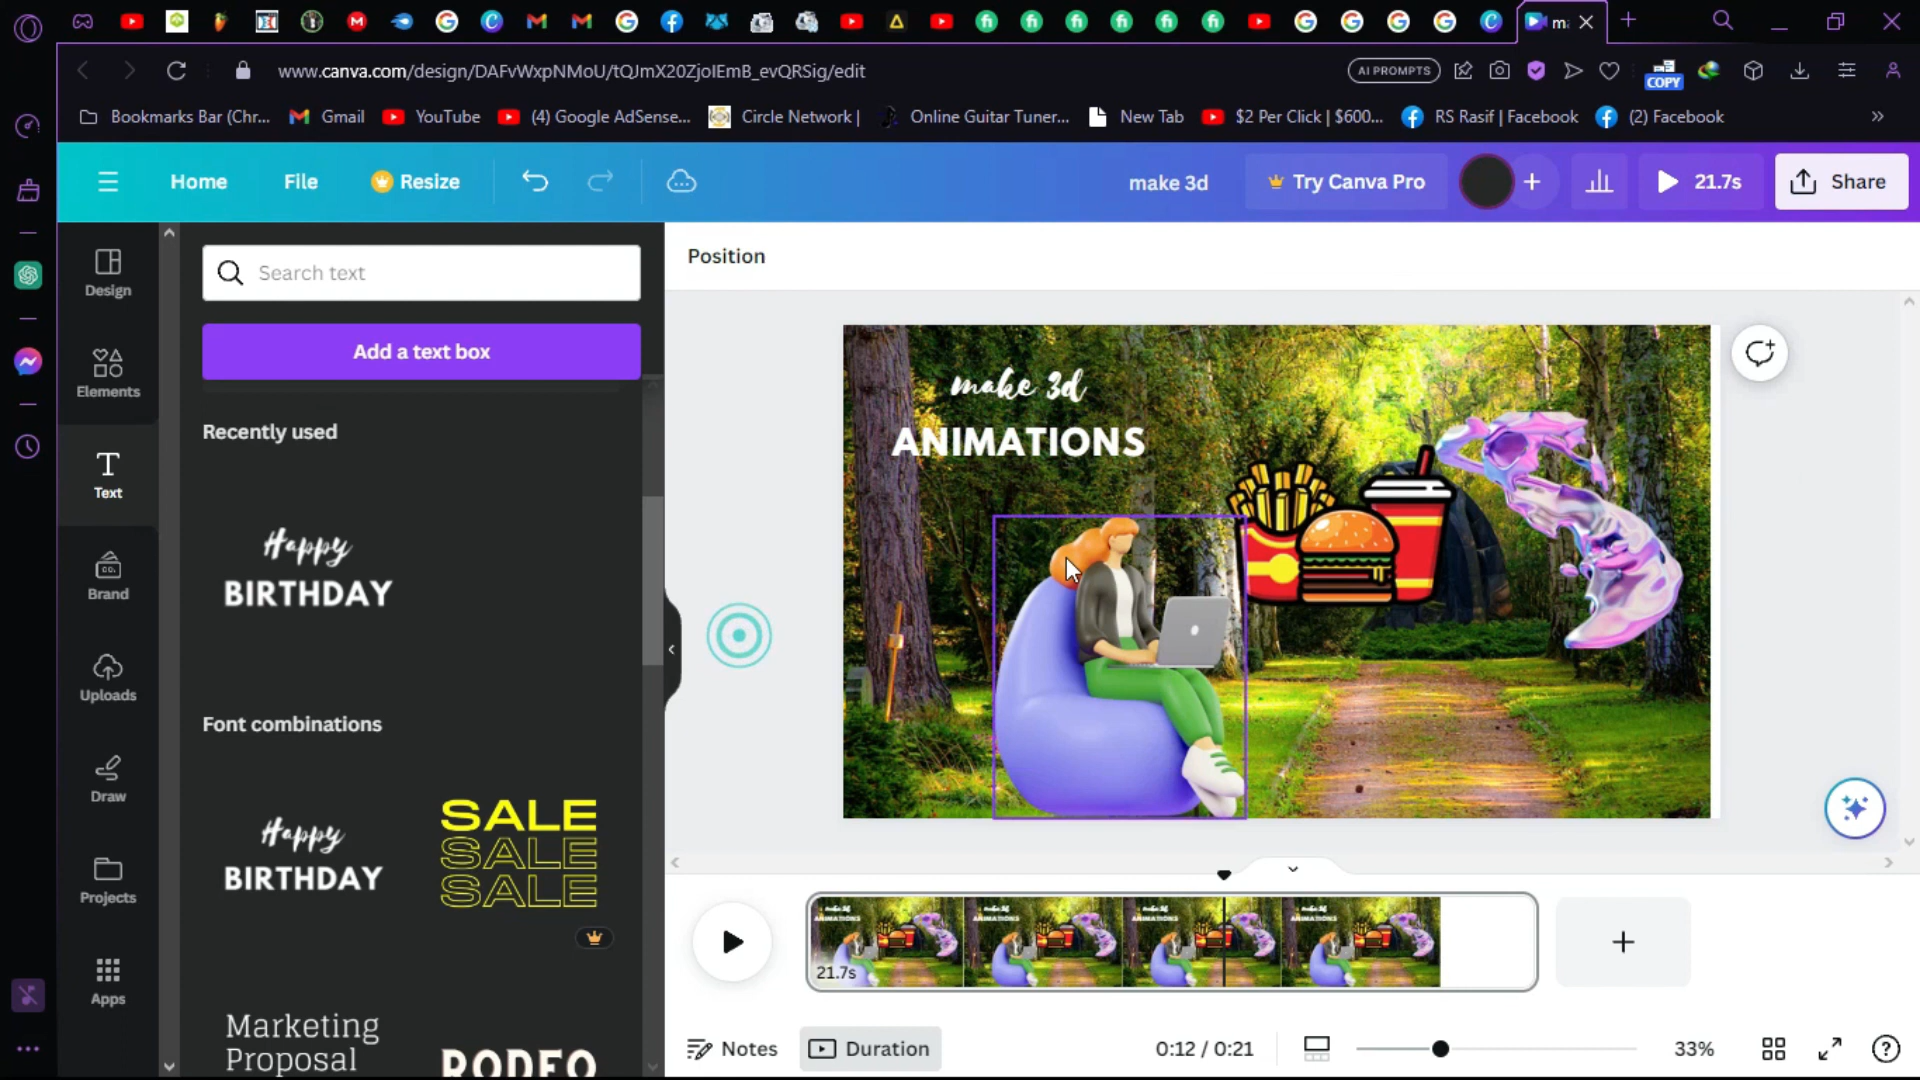 www.canva.com/design/DAFvWxpNMoU/tQJmX20ZjoIEmB_evQRSig/edit
AI PROMPTS
COPY
Bookmarks Bar (Chr...
Gmail
YouTube
(4) Google AdSense...
Circle Network |
Online Guitar Tuner...
New Tab
$2 Per Click | $600...
RS Rasif | Facebook
(2) Facebook
Home
File
Resize
make 3d
Try Canva Pro
21.7s
Share
Design
Elements
Text
Brand
Uploads
Draw
Projects
Apps
Search text
Add a text box
Recently used
Happy
BIRTHDAY
Font combinations
Happy
BIRTHDAY
SALE
SALE
SALE
Marketing
Proposal
RODEO
Position
make 3d
ANIMATIONS
21.7s
Notes
Duration
0:12 / 0:21
33%